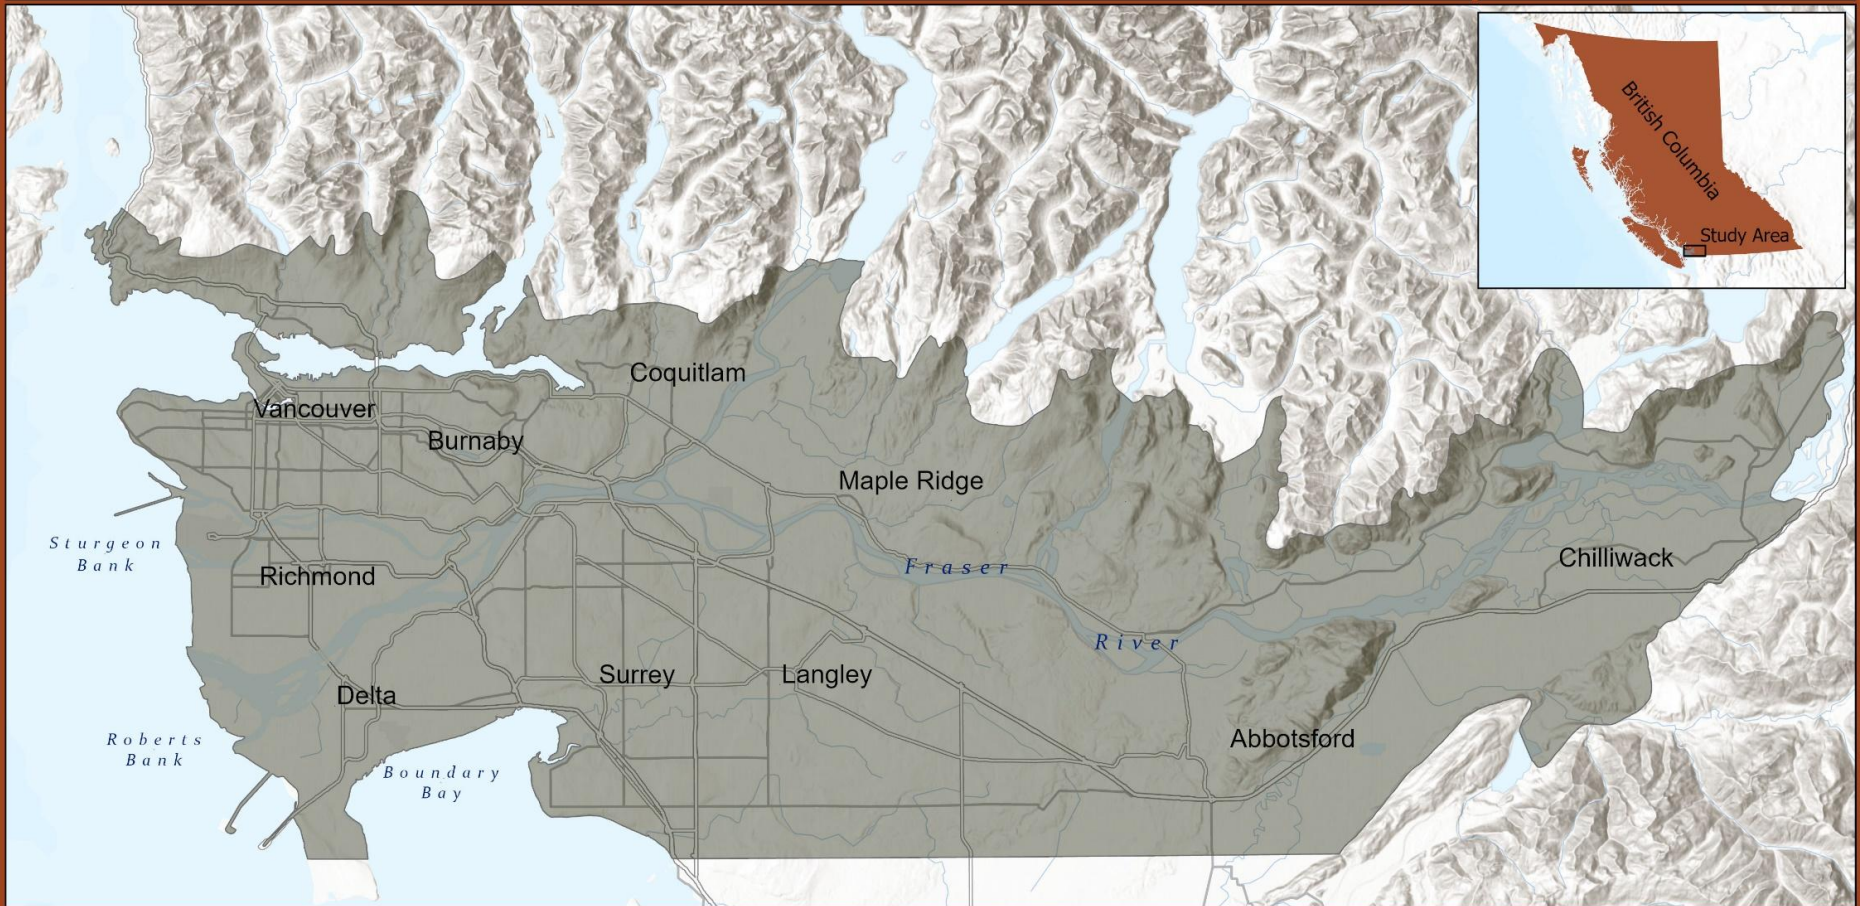 British Columbia
Study Area
Coquitlam
Vancouver
Burnaby
Maple Ridge
Sturgeon
Bank
Fraser
Chilliwack
Richmond
River
Surrey
Langley
Delta
Abbotsford
Roberts
Bank
Boundary
Bay